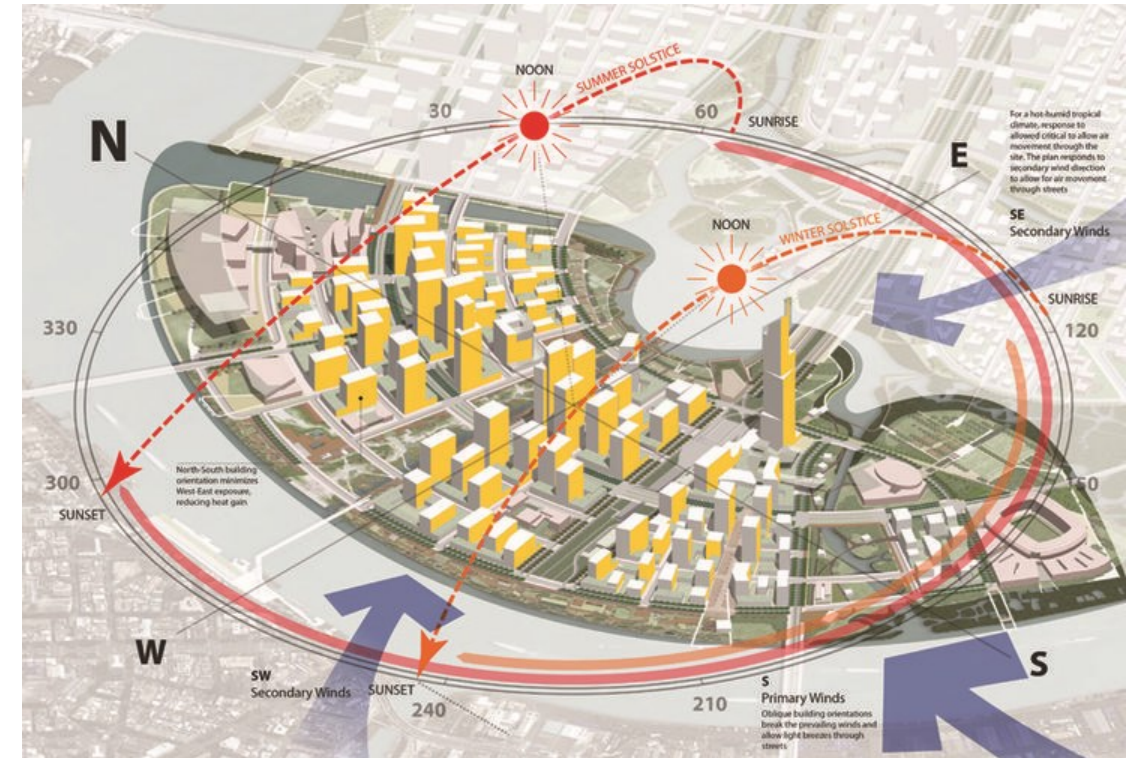 NOON
SUMMER SOLSTICE
30
60
SUNRISE
N
E
For a hot-humid tropical
climate, response to
allowed critical to allow air
movement through the
site. The plan responds to
secondary wind direction
to allow for air movement
through streets
SE
Secondary Winds
NOON
WINTER SOLSTICE
SUNRISE
120
330
300
SUNSET
North-South building
orientation minimizes
West-East exposure,
reducing heat gain
W
SW
Secondary Winds
SUNSET
240
210
S
Primary Winds
Oblique building orientations
break the prevailing winds and
allow light breezes through
streets
S